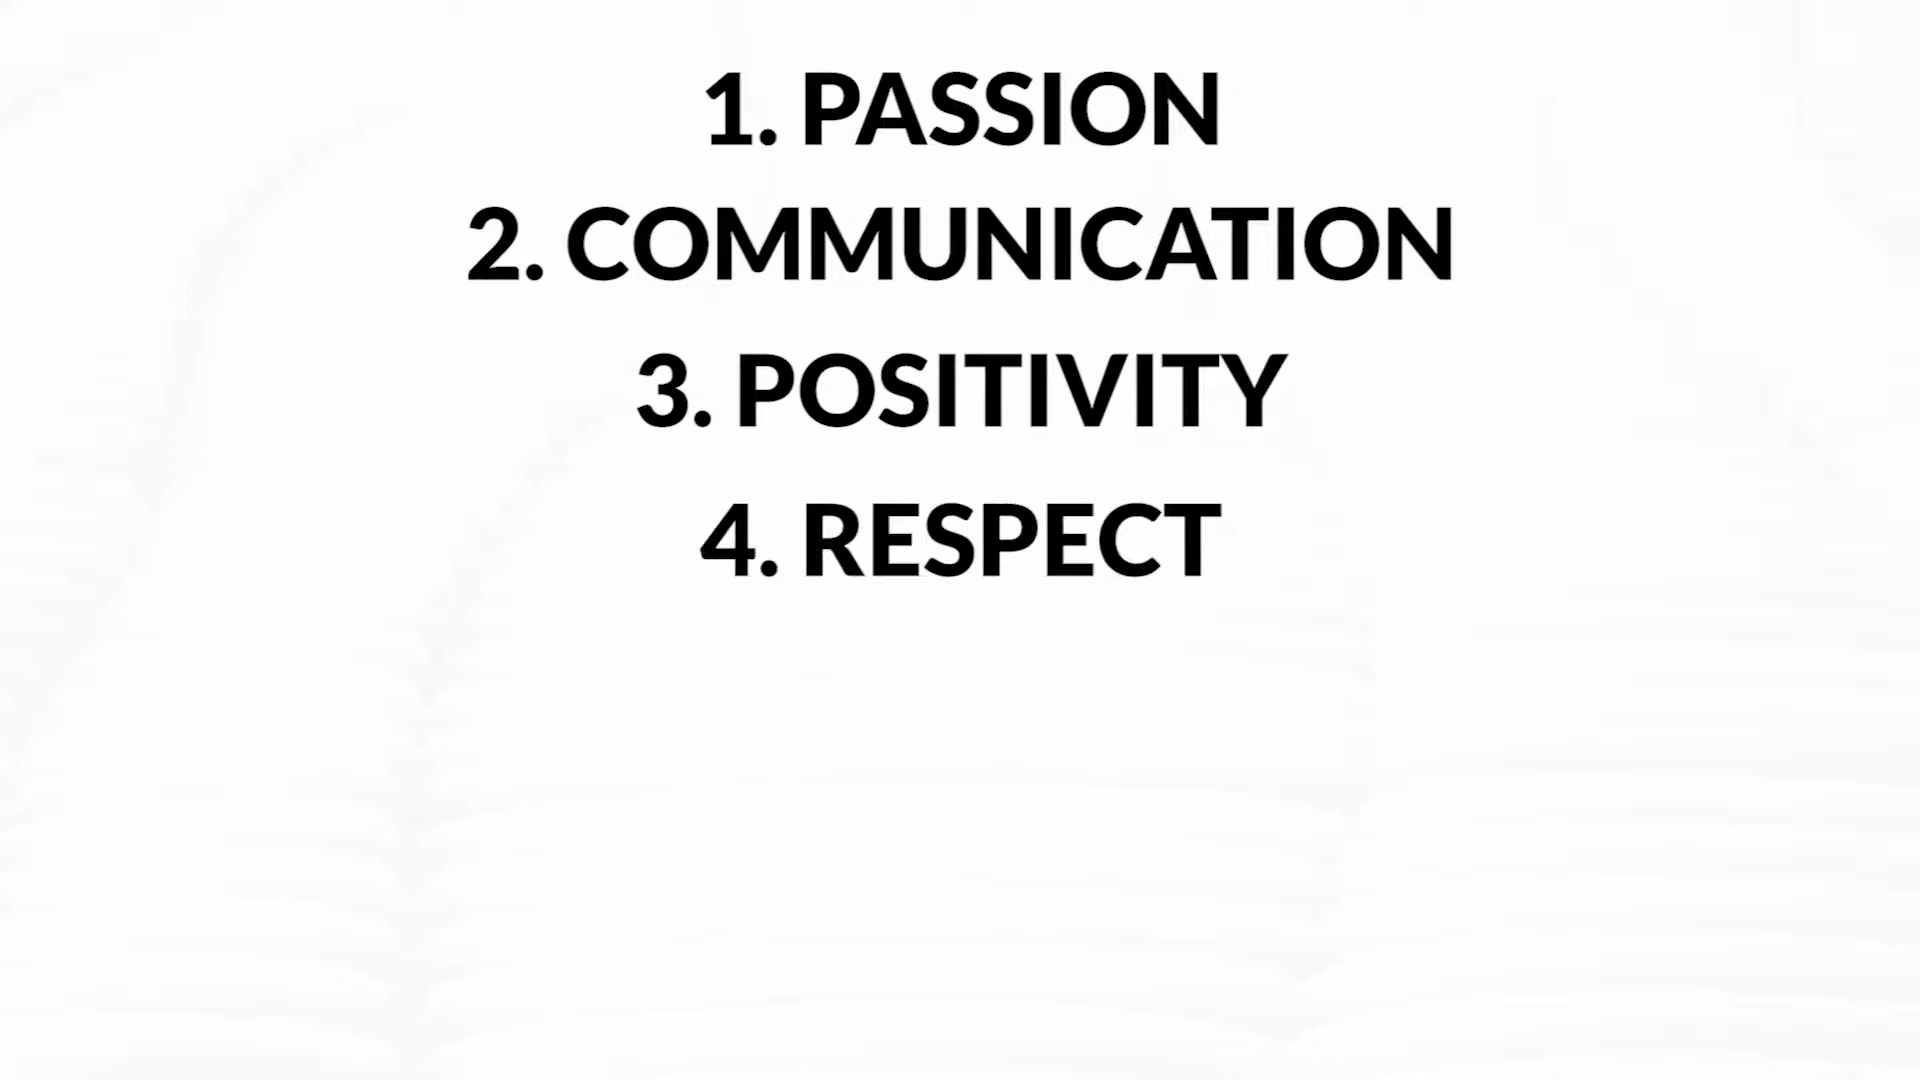 1. PASSION
2. COMMUNICATION
3. POSITIVITY
4. RESPECT